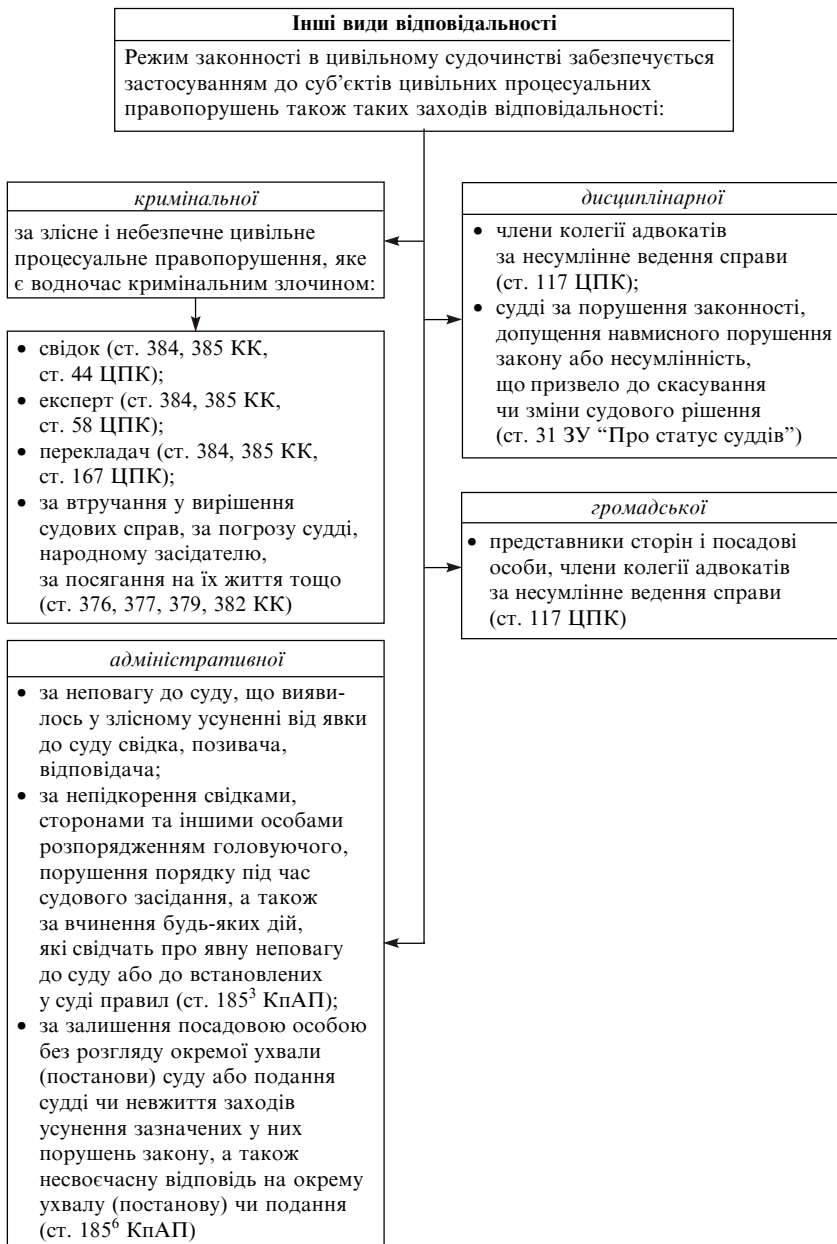 Інші види відповідальності
Режим законності в цивільному судочинстві забезпечується
застосуванням до суб’єктів цивільних процесуальних
правопорушень також таких заходів відповідальності:
кримінальної
за злісне і небезпечне цивільне
процесуальне правопорушення, яке
є водночас кримінальним злочином:
• свідок (ст. 384, 385 КК,
ст. 44 ЦПК);
• експерт (ст. 384, 385 КК,
ст. 58 ЦПК);
• перекладач (ст. 384, 385 КК,
ст. 167 ЦПК);
• за втручання у вирішення
судових справ, за погрозу судді,
народному засідателю,
за посягання на їх життя тощо
(ст. 376, 377, 379, 382 КК)
адміністративної
• за неповагу до суду, що вияви-
лось у злісному усуненні від явки
до суду свідка, позивача,
відповідача;
• за непідкорення свідками,
сторонами та іншими особами
розпорядженням головуючого,
порушення порядку під час
судового засідання, а також
за вчинення будь-яких дій,
які свідчать про явну неповагу
до суду або до встановлених
у суді правил (ст. 185³ КпАП);
• за залишення посадовою особою
без розгляду окремої ухвали
(постанови) суду або подання
судді чи невжиття заходів
усунення зазначених у них
порушень закону, а також
несвоєчасну відповідь на окрему
ухвалу (постанову) чи подання
(ст. 185⁶ КпАП)
дисциплінарної
• члени колегії адвокатів
за несумлінне ведення справи
(ст. 117 ЦПК);
• судді за порушення законності,
допущення навмисного порушення
закону або несумлінність,
що призвело до скасування
чи зміни судового рішення
(ст. 31 ЗУ “Про статус суддів”)
громадської
• представники сторін і посадові
особи, члени колегії адвокатів
за несумлінне ведення справи
(ст. 117 ЦПК)